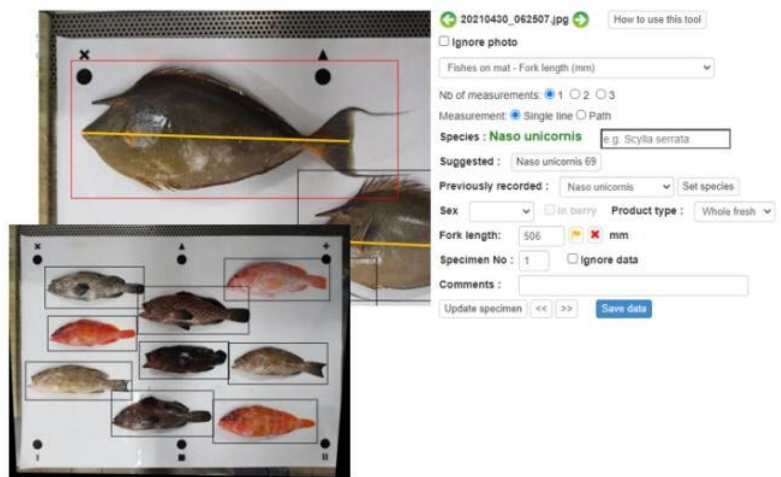 20210430_062507.jpg How to use this tool
Ignore photo
Fishes on mat - Fork length (mm)
Nb of measurements: 1 2 3
Measurement: Single line Path
Species : Naso unicornis e.g. Scylla serrata
Suggested : Naso unicornis 69
Previously recorded : Naso unicornis Set species
Sex In berry Product type : Whole fresh
Fork length: 506 mm
Specimen No : 1 Ignore data
Comments :
Update specimen << >> Save data